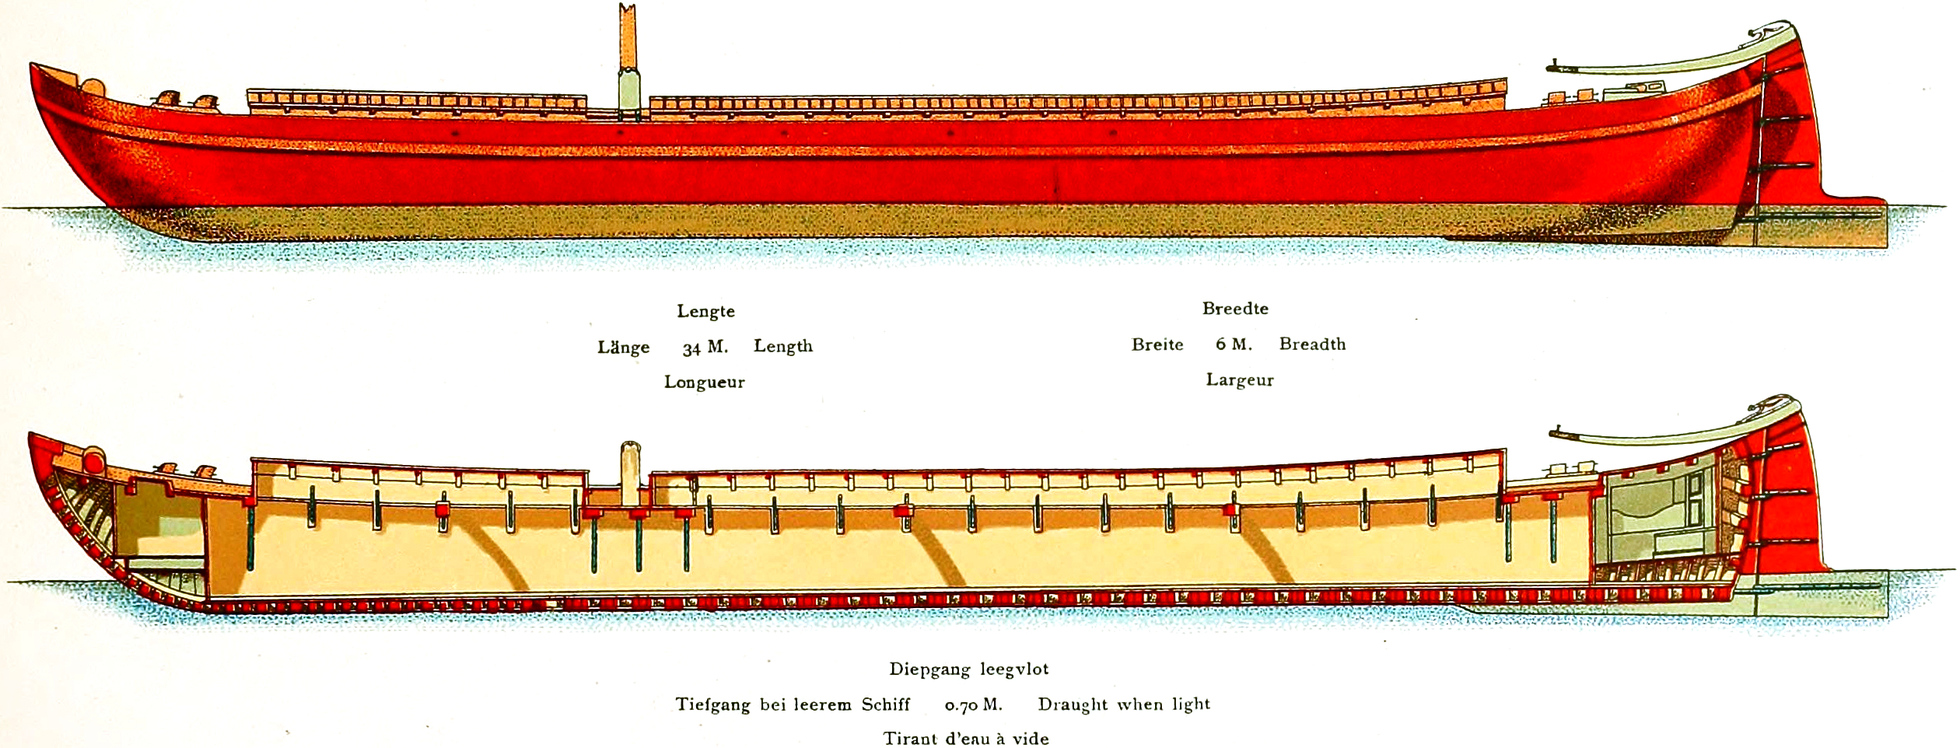 Lengte
Länge 34 M. Length
Longueur
Breedte
Breite 6 M. Breadth
Largeur
Diepgang leegvlot
Tiefgang bei leerem Schiff 0.70 M. Draught when light
Tirant d'eau à vide